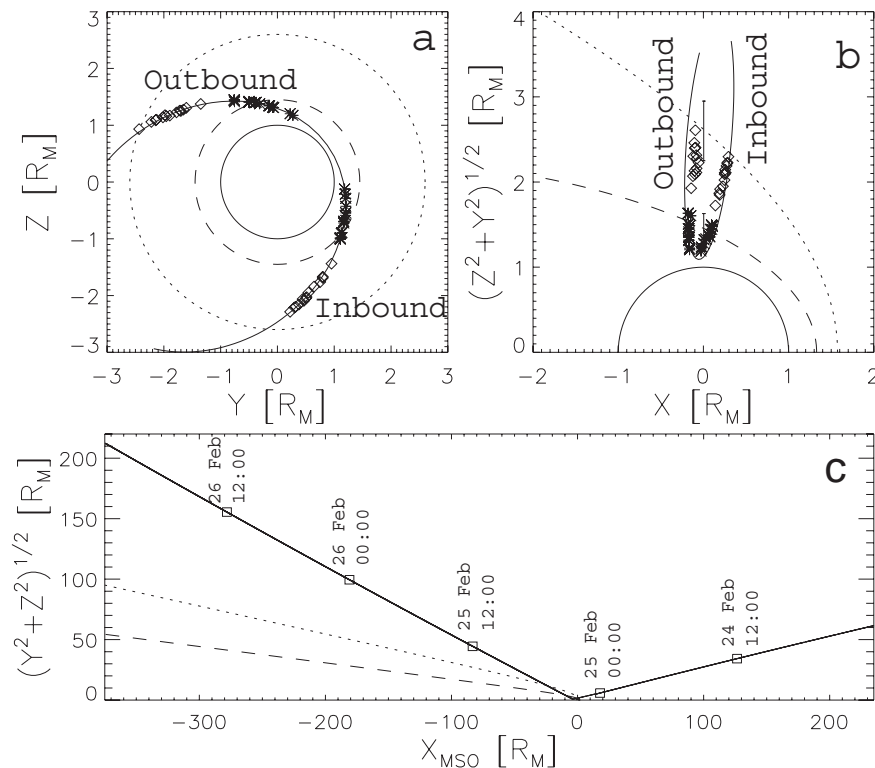 a
Outbound
Inbound
Z [R_M]
3
2
1
0
−1
−2
−3
−3 −2 −1 0 1 2 3
Y [R_M]
b
Outbound
Inbound
(Z²+Y²)^1/2 [R_M]
4
3
2
1
0
−2 −1 0 1 2
X [R_M]
c
(Y²+Z²)^1/2 [R_M]
200
150
100
50
0
26 Feb
12:00
26 Feb
00:00
25 Feb
12:00
25 Feb
00:00
24 Feb
12:00
−300 −200 −100 0 100 200
X_MSO [R_M]